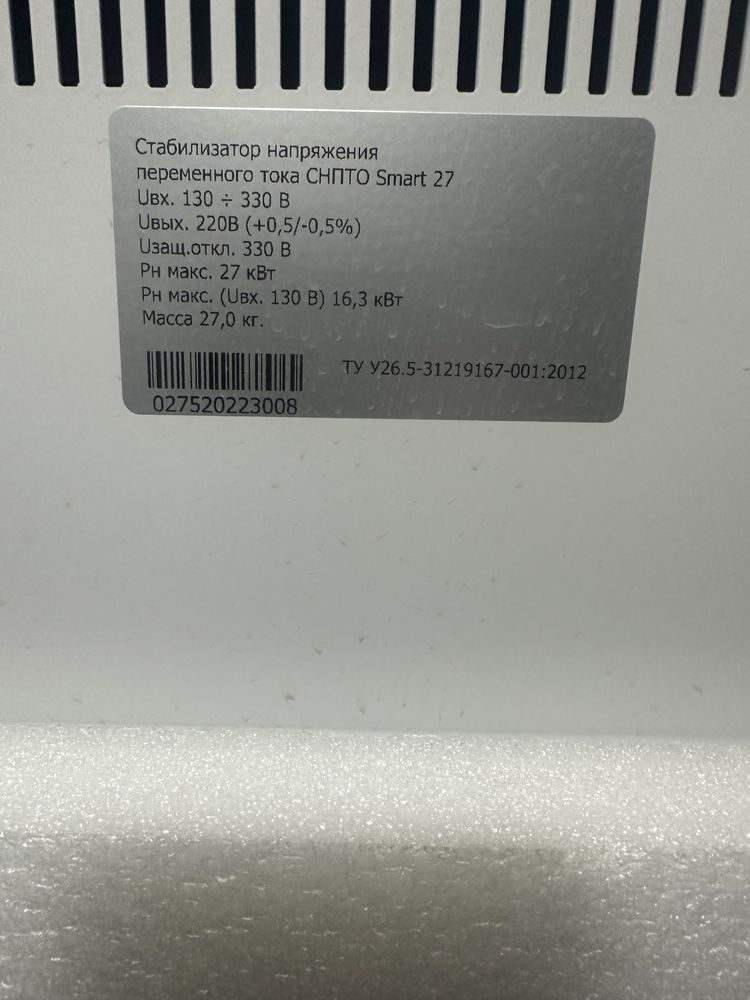 Стабилизатор напряжения
переменного тока СНПТО Smart 27
Uвх. 130 ÷ 330 В
Uвых. 220В (+0,5/-0,5%)
Uзащ.откл. 330 В
Рн макс. 27 кВт
Рн макс. (Uвх. 130 В) 16,3 кВт
Масса 27,0 кг.
ТУ У26.5-31219167-001:2012
027520223008